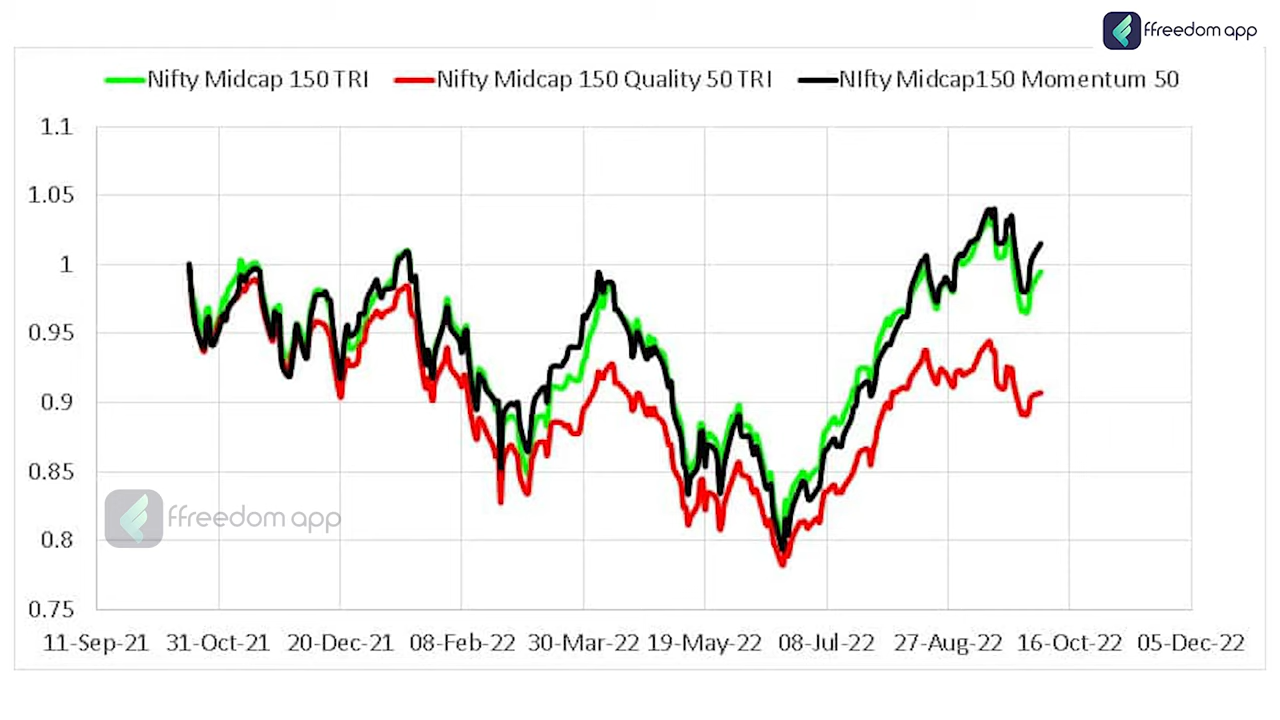 ffreedom app
Nifty Midcap 150 TRI Nifty Midcap 150 Quality 50 TRI NIfty Midcap150 Momentum 50
1.1
1.05
1
0.95
0.9
0.85
ffreedom app
0.8
0.75
11-Sep-21 31-Oct-21 20-Dec-21 08-Feb-22 30-Mar-22 19-May-22 08-Jul-22 27-Aug-22 16-Oct-22 05-Dec-22